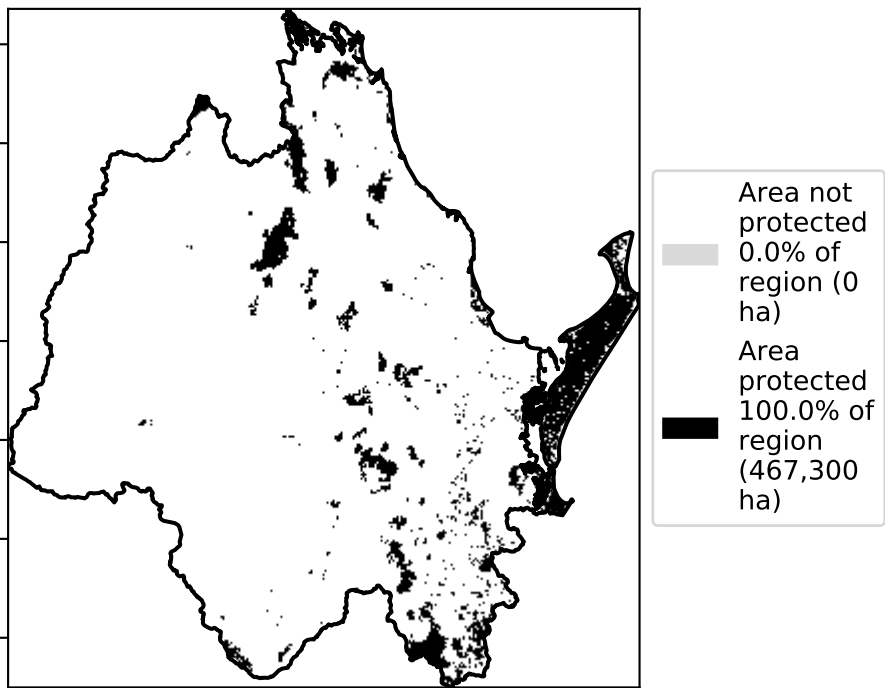 Area not
protected
0.0% of
region (0
ha)
Area
protected
100.0% of
region
(467,300
ha)